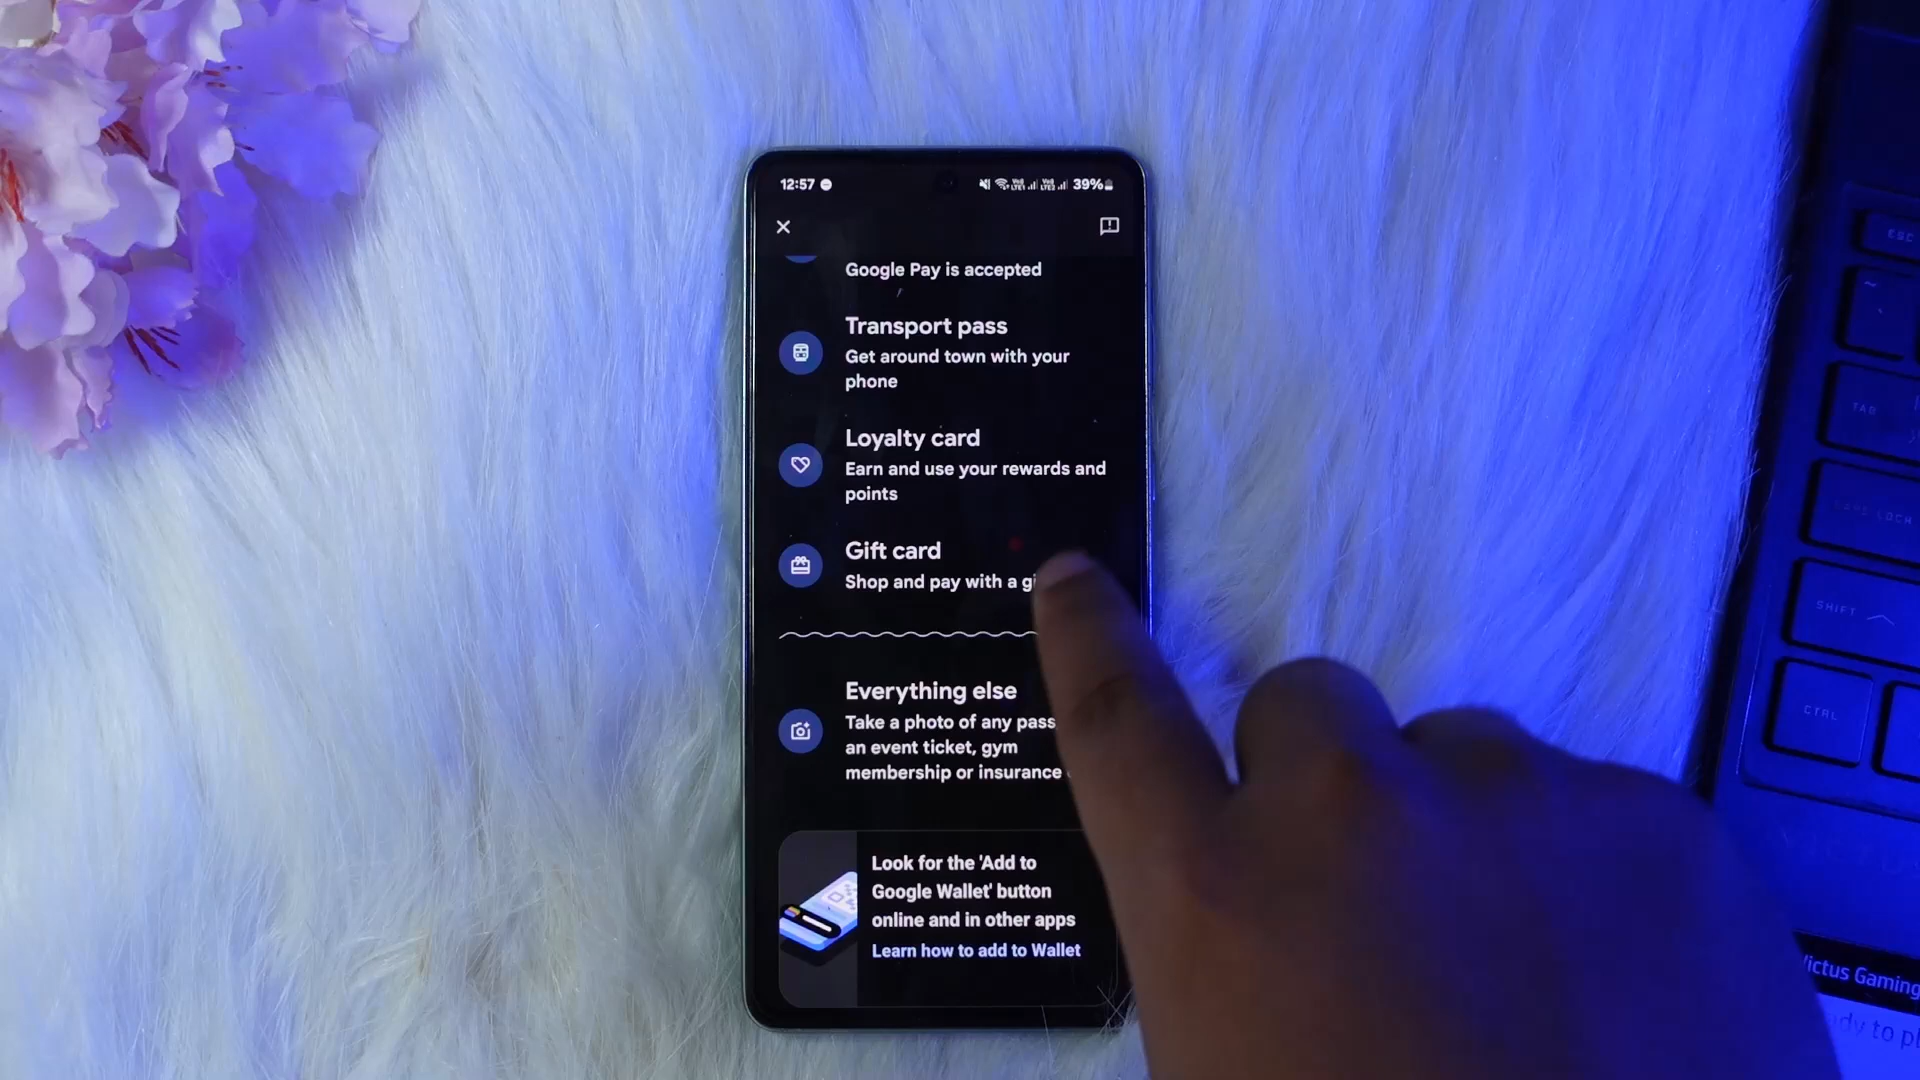 12:57
39%
Google Pay is accepted
Transport pass
Get around town with your
phone
Loyalty card
Earn and use your rewards and
points
Gift card
Shop and pay with a
Everything else
Take a photo of any pass
an event ticket, gym
membership or insurance
Look for the 'Add to
Google Wallet' button
online and in other apps
Learn how to add to Wallet
ESC
TAB
SHIFT
CTRL
ictus Gaming
dy to